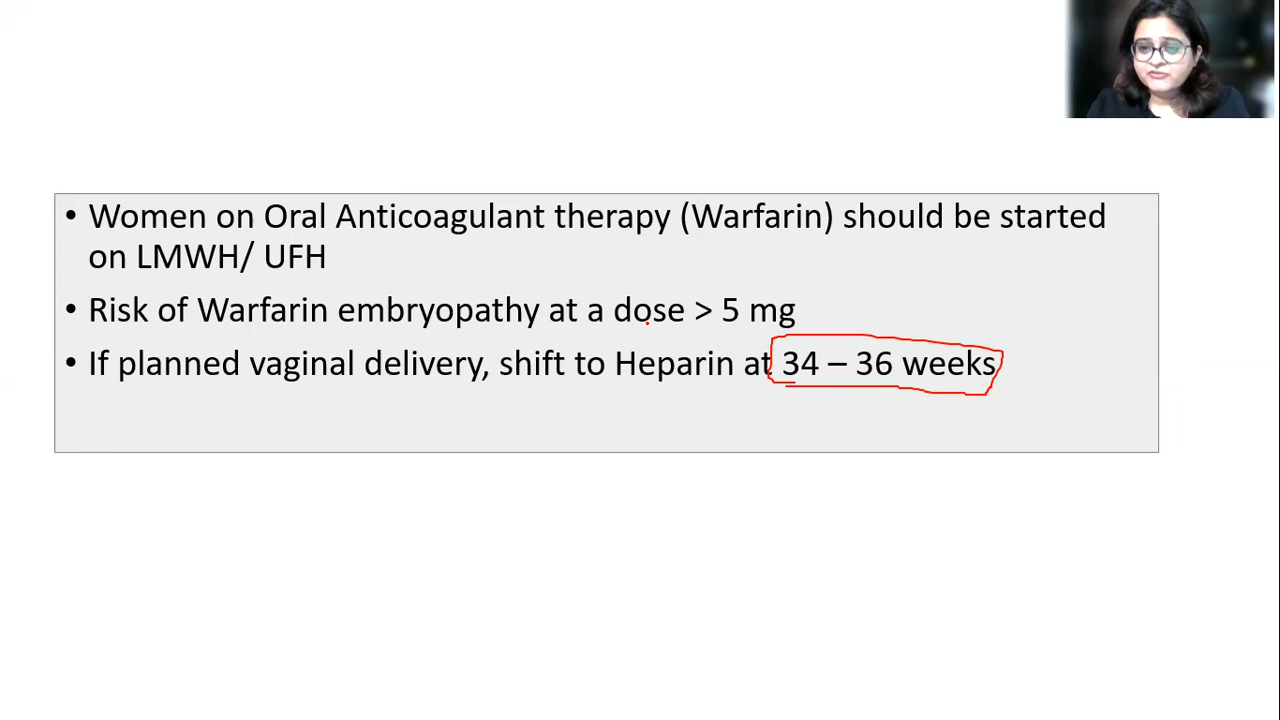 • Women on Oral Anticoagulant therapy (Warfarin) should be started
on LMWH/ UFH
• Risk of Warfarin embryopathy at a dose > 5 mg
• If planned vaginal delivery, shift to Heparin at 34 – 36 weeks